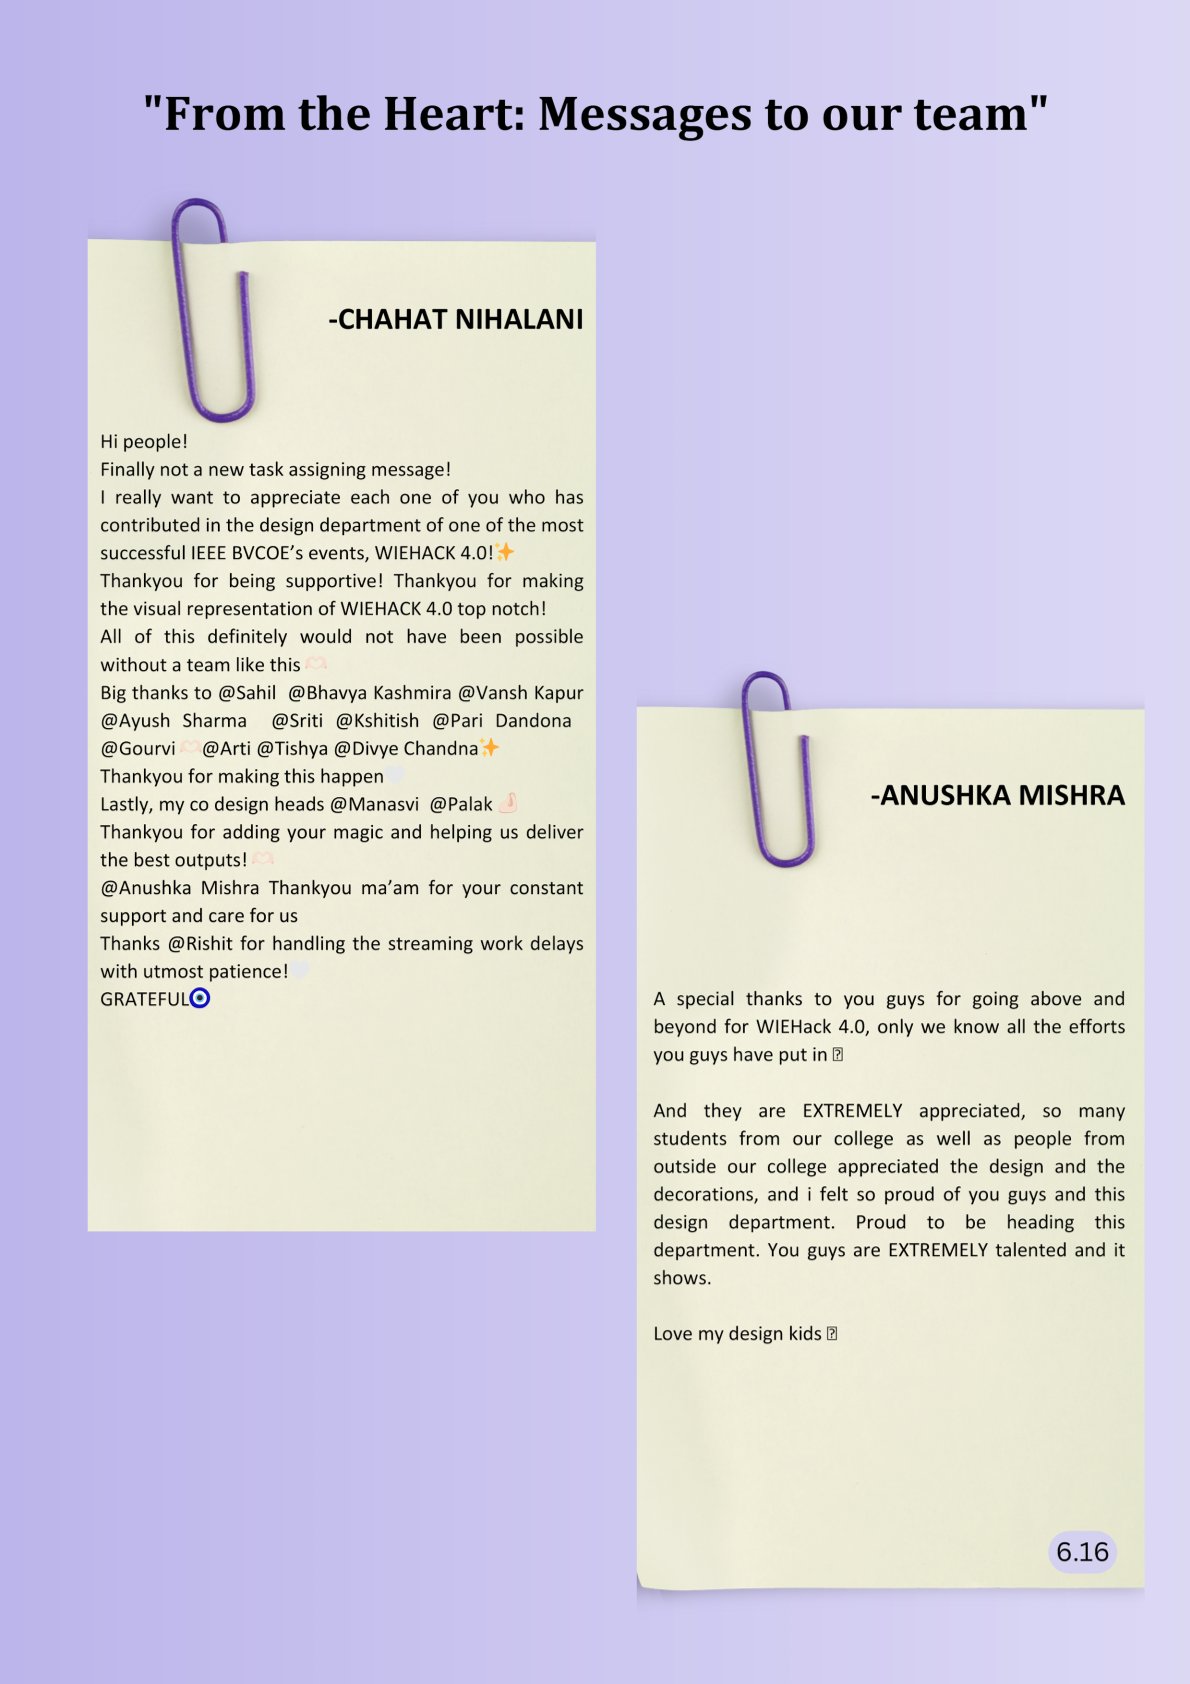 "From the Heart: Messages to our team"
-CHAHAT NIHALANI
Hi people!
Finally not a new task assigning message!
I really want to appreciate each one of you who has
contributed in the design department of one of the most
successful IEEE BVCOE’s events, WIEHACK 4.0!✨
Thankyou for being supportive! Thankyou for making
the visual representation of WIEHACK 4.0 top notch!
All of this definitely would not have been possible
without a team like this 🫶🏻
Big thanks to @Sahil @Bhavya Kashmira @Vansh Kapur
@Ayush Sharma @Sriti @Kshitish @Pari Dandona
@Gourvi 🫶🏻@Arti @Tishya @Divye Chandna✨
Thankyou for making this happen🤍
Lastly, my co design heads @Manasvi @Palak 🫰🏻
Thankyou for adding your magic and helping us deliver
the best outputs! 🫶🏻
@Anushka Mishra Thankyou ma’am for your constant
support and care for us
Thanks @Rishit for handling the streaming work delays
with utmost patience!🤍
GRATEFUL🧿
-ANUSHKA MISHRA
A special thanks to you guys for going above and
beyond for WIEHack 4.0, only we know all the efforts
you guys have put in 
And they are EXTREMELY appreciated, so many
students from our college as well as people from
outside our college appreciated the design and the
decorations, and i felt so proud of you guys and this
design department. Proud to be heading this
department. You guys are EXTREMELY talented and it
shows.
Love my design kids 
6.16